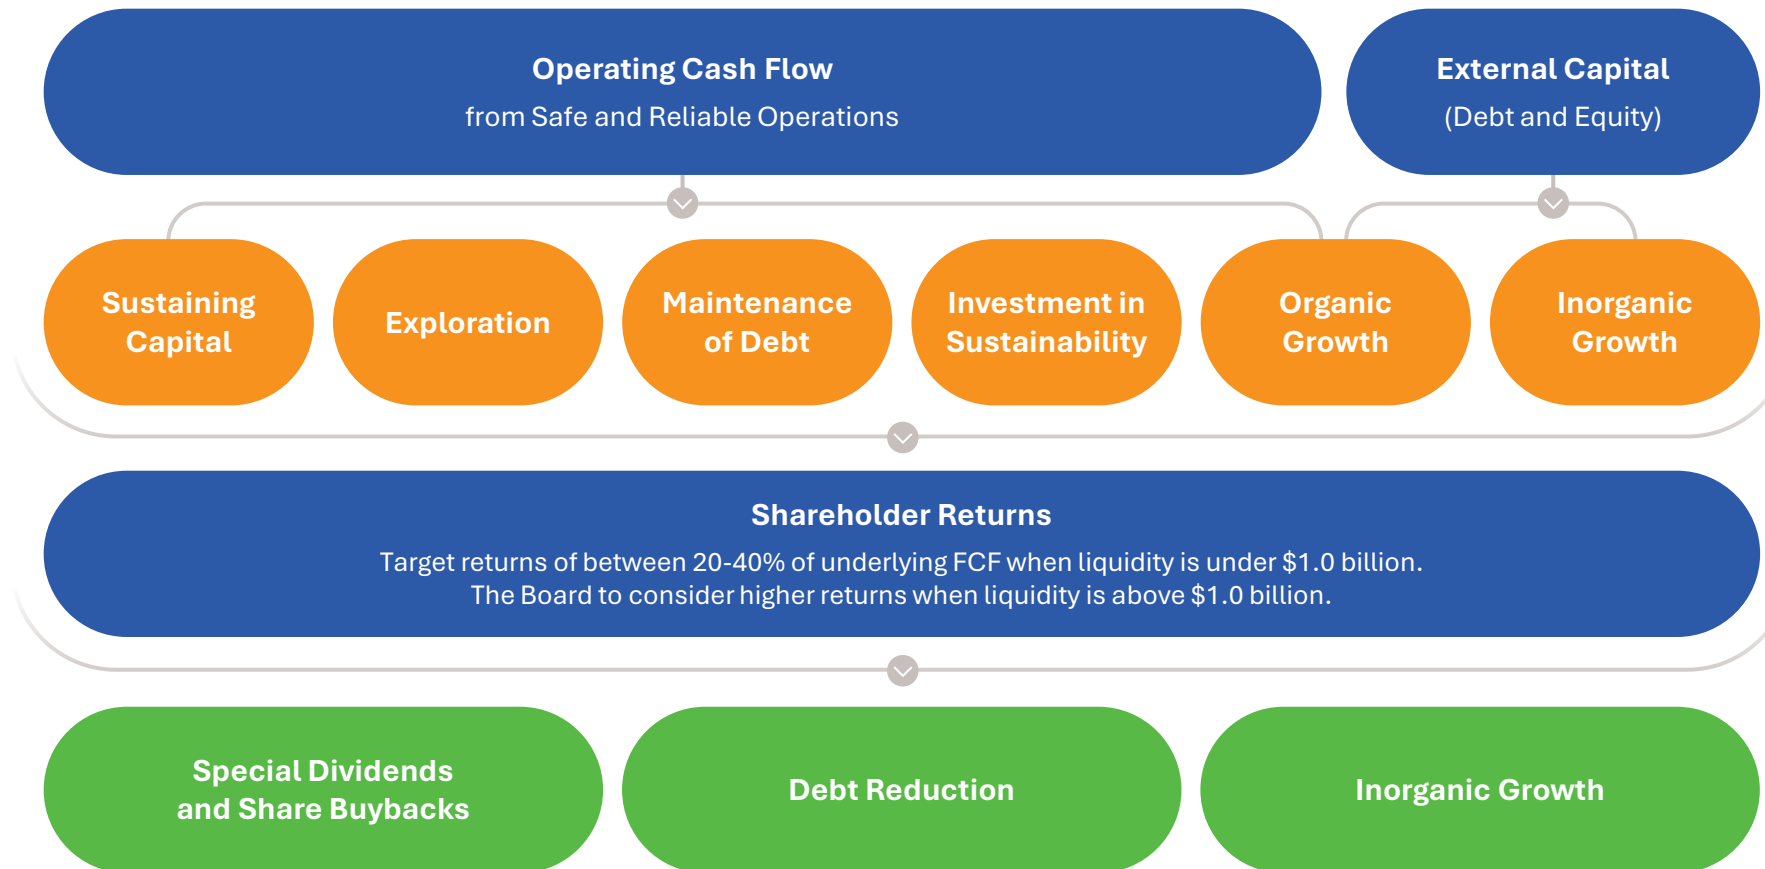 Operating Cash Flow
from Safe and Reliable Operations
External Capital
(Debt and Equity)
Sustaining
Capital
Exploration
Maintenance
of Debt
Investment in
Sustainability
Organic
Growth
Inorganic
Growth
Shareholder Returns
Target returns of between 20-40% of underlying FCF when liquidity is under $1.0 billion.
The Board to consider higher returns when liquidity is above $1.0 billion.
Special Dividends
and Share Buybacks
Debt Reduction
Inorganic Growth